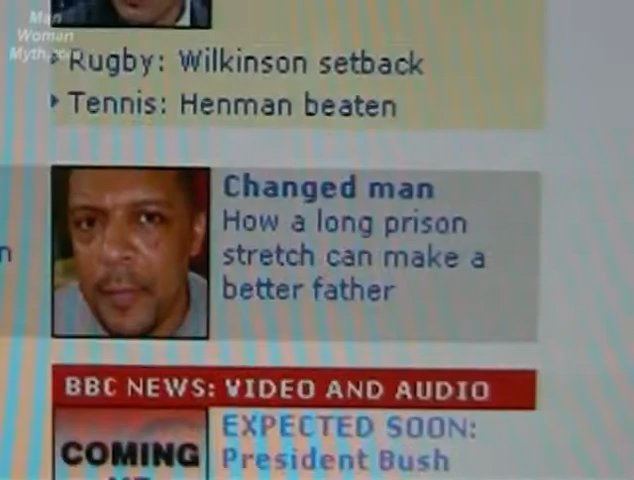 Man
Woman
Myth.com
Rugby: Wilkinson setback
Tennis: Henman beaten
n
Changed man
How a long prison
stretch can make a
better father
BBC NEWS: VIDEO AND AUDIO
COMING
EXPECTED SOON:
President Bush